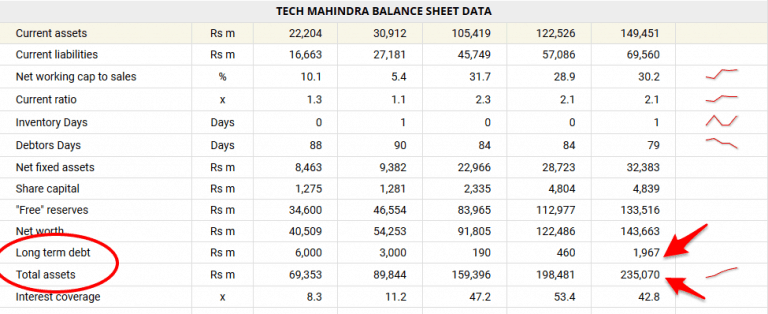 TECH MAHINDRA BALANCE SHEET DATA
Current assets Rs m 22,204 30,912 105,419 122,526 149,451
Current liabilities Rs m 16,663 27,181 45,749 57,086 69,560
Net working cap to sales % 10.1 5.4 31.7 28.9 30.2
Current ratio x 1.3 1.1 2.3 2.1 2.1
Inventory Days Days 0 1 0 0 1
Debtors Days Days 88 90 84 84 79
Net fixed assets Rs m 8,463 9,382 22,966 28,723 32,383
Share capital Rs m 1,275 1,281 2,335 4,804 4,839
"Free" reserves Rs m 34,600 46,554 83,965 112,977 133,516
Net worth Rs m 40,509 54,253 91,805 122,486 143,663
Long term debt Rs m 6,000 3,000 190 460 1,967
Total assets Rs m 69,353 89,844 159,396 198,481 235,070
Interest coverage x 8.3 11.2 47.2 53.4 42.8